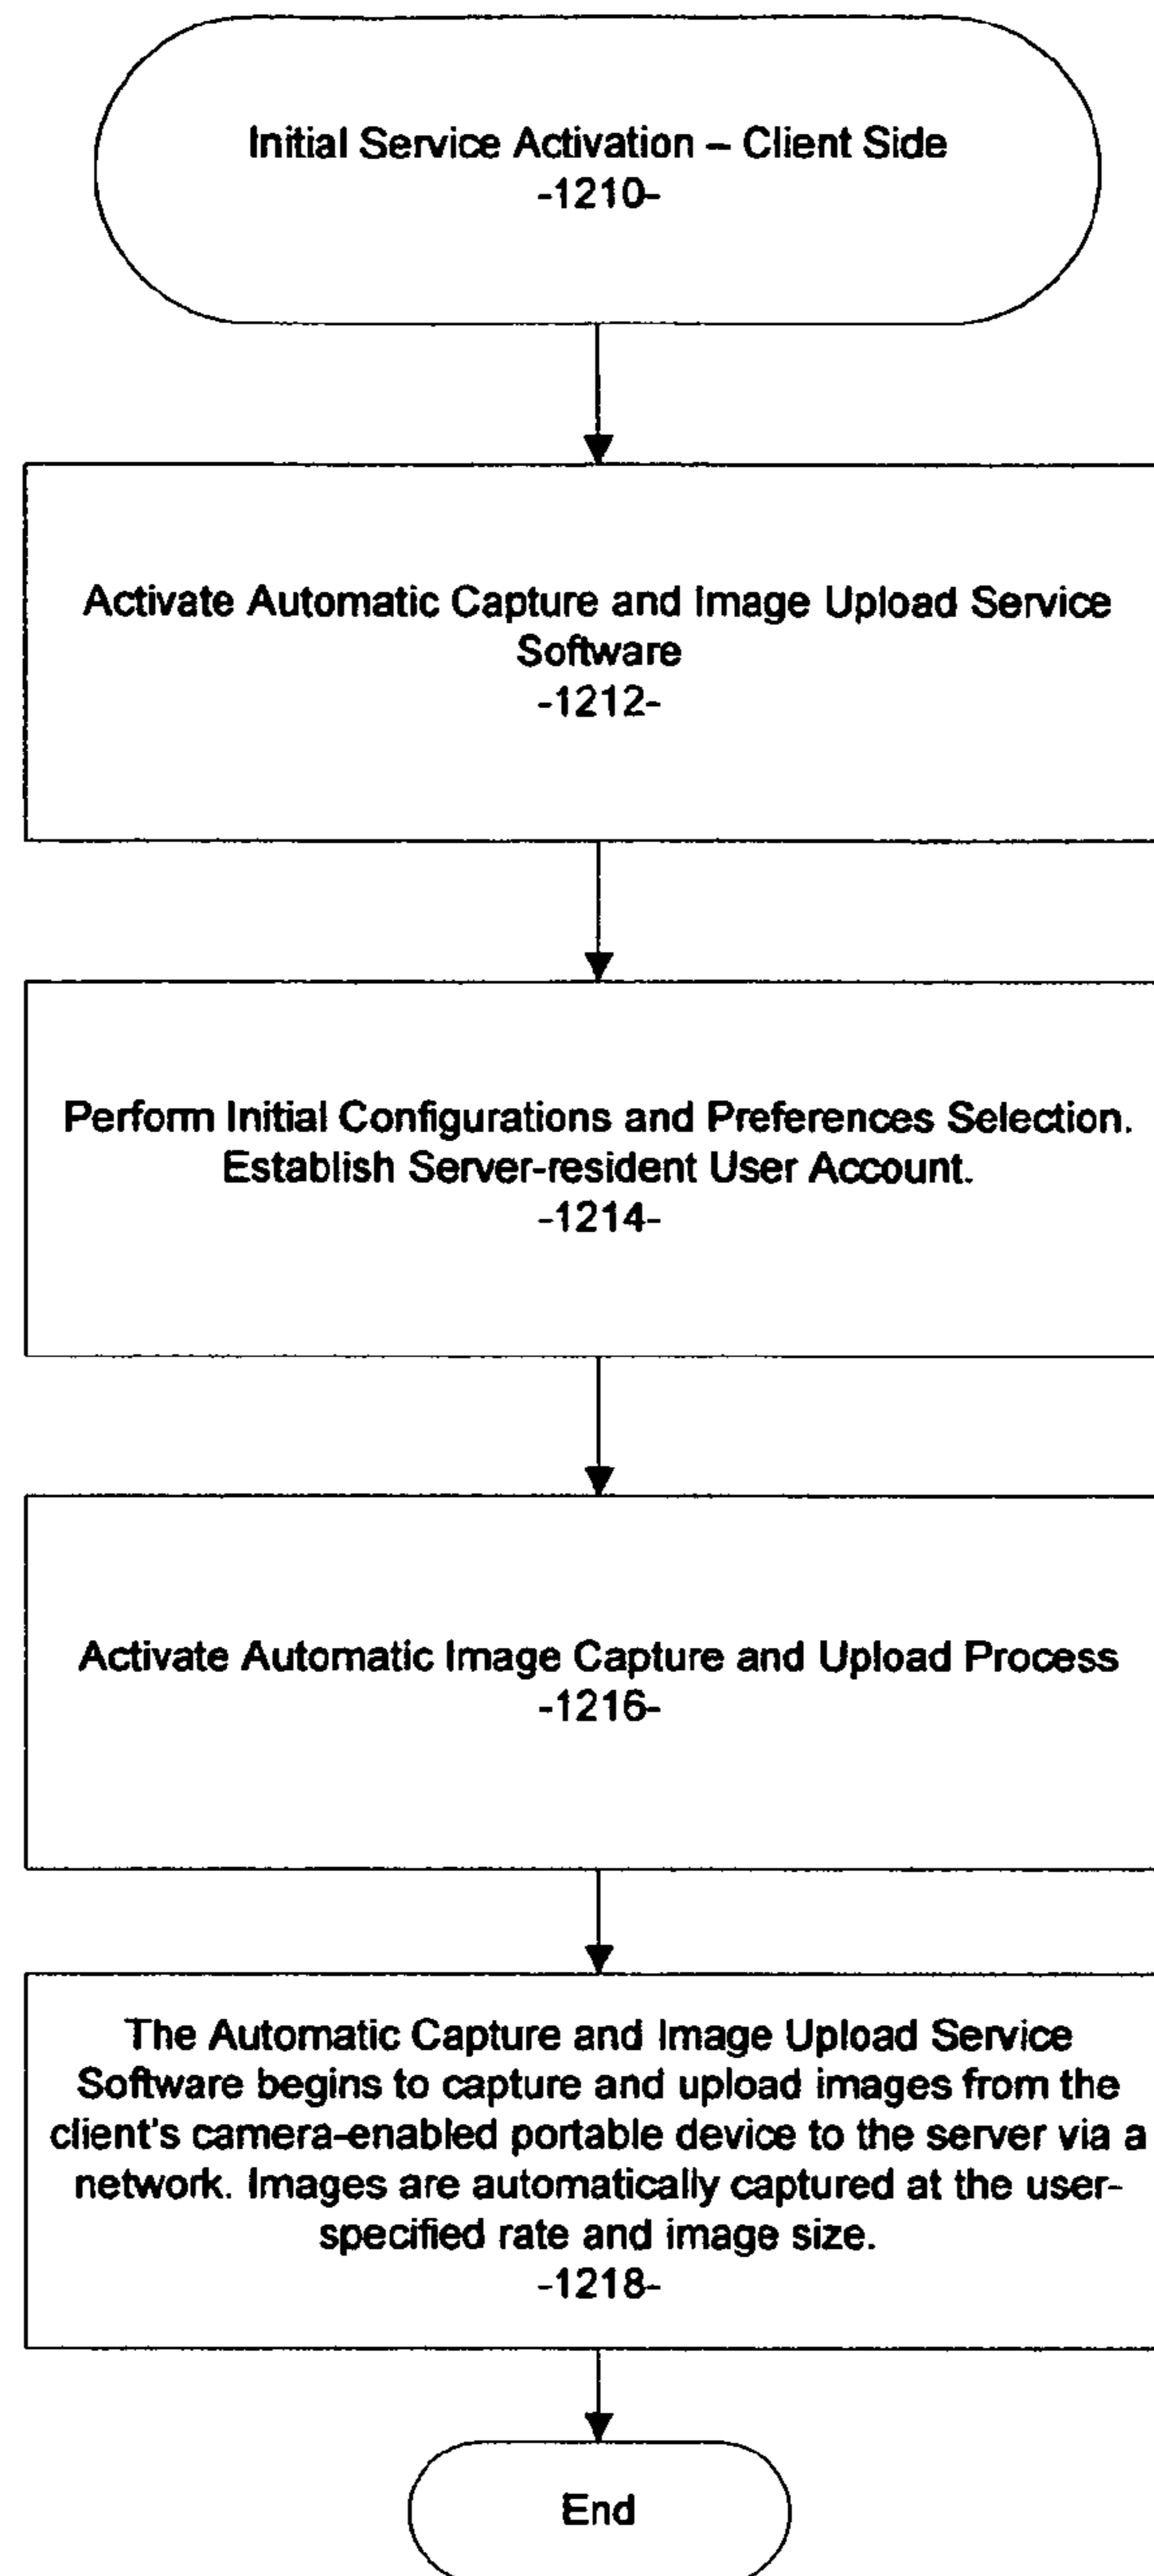 Initial Service Activation – Client Side
-1210-
Activate Automatic Capture and Image Upload Service
Software
-1212-
Perform Initial Configurations and Preferences Selection.
Establish Server-resident User Account.
-1214-
Activate Automatic Image Capture and Upload Process
-1216-
The Automatic Capture and Image Upload Service
Software begins to capture and upload images from the
client's camera-enabled portable device to the server via a
network. Images are automatically captured at the user-
specified rate and image size.
-1218-
End